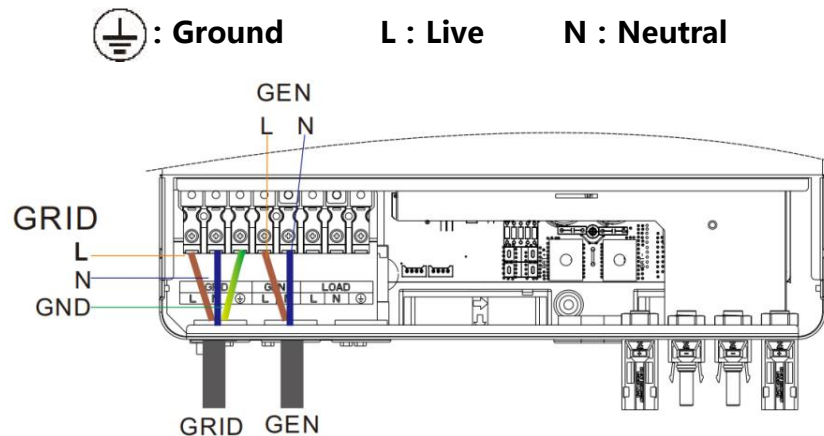 : Ground L : Live N : Neutral
GEN
L N
GRID
L
N
GND
GRID GEN LOAD
L N L N L N
GRID GEN